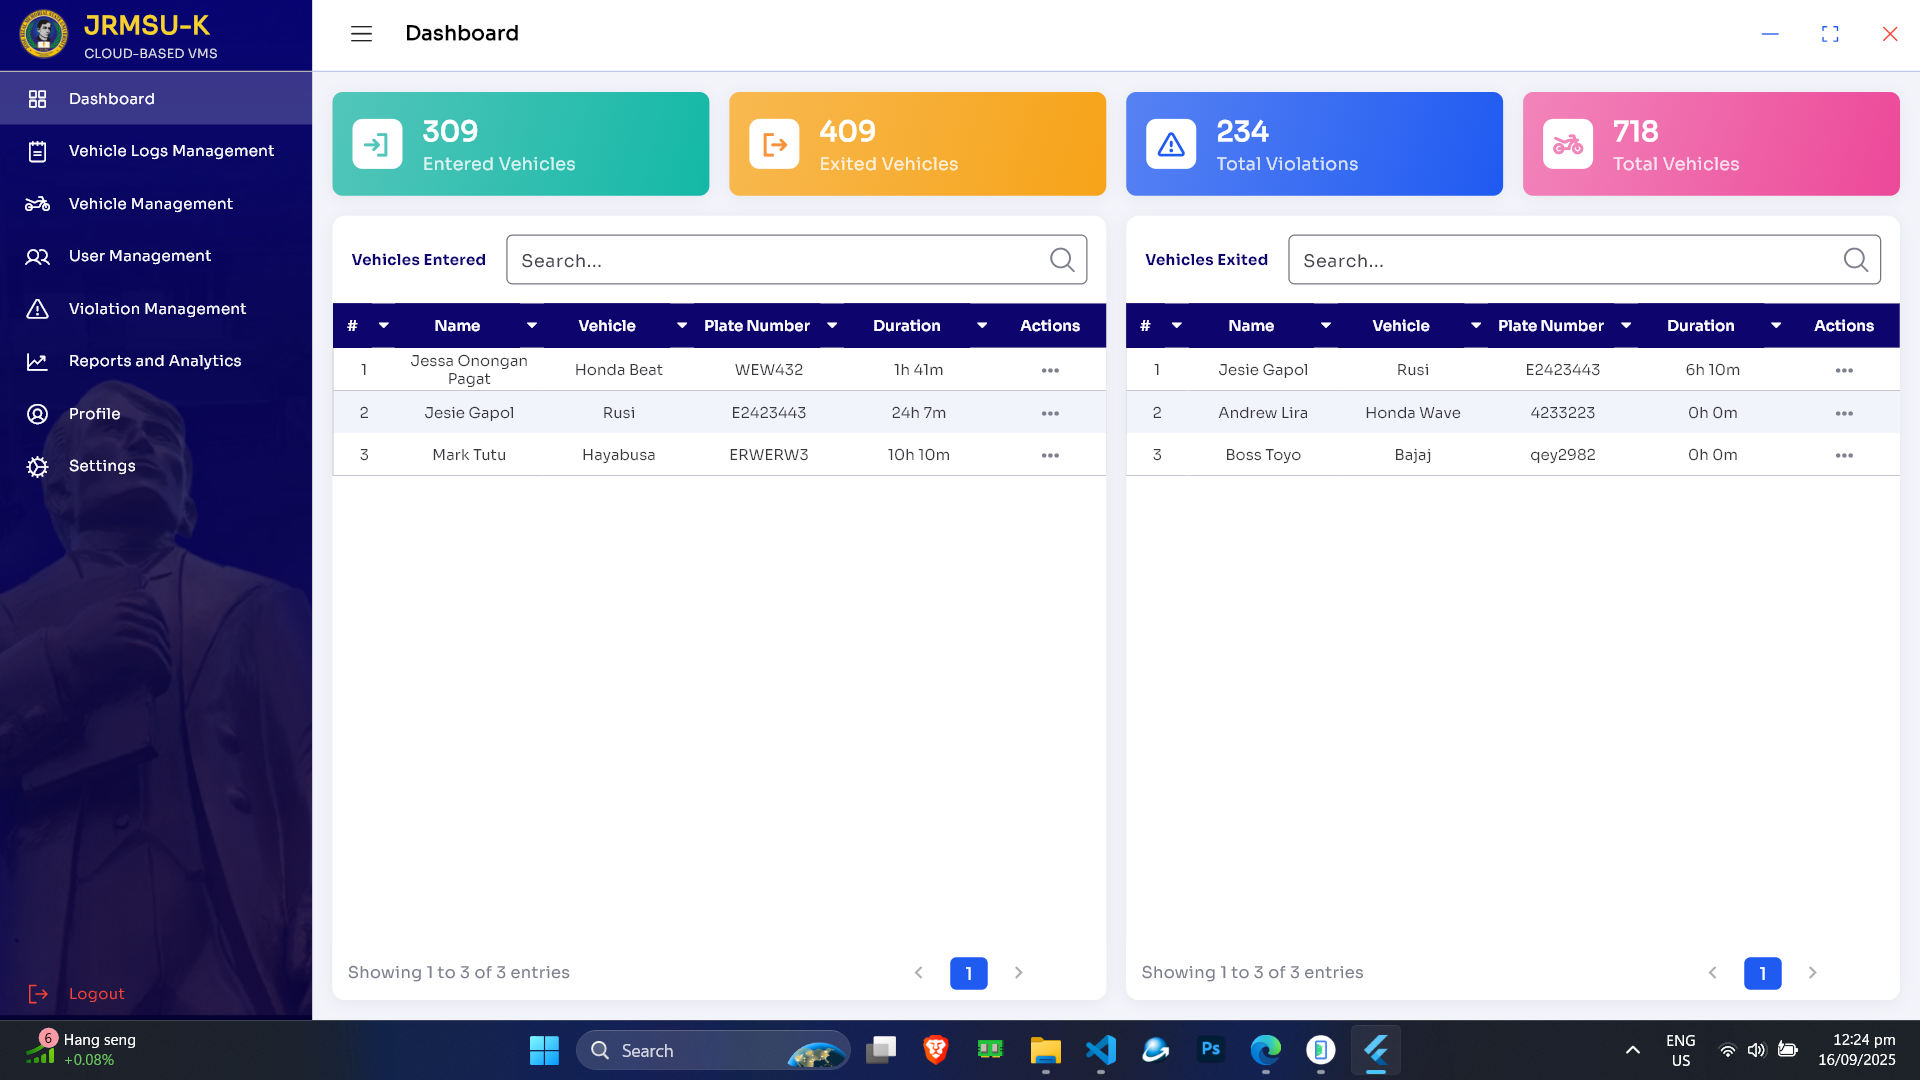 JRMSU-K
CLOUD-BASED VMS
Dashboard
Vehicle Logs Management
Vehicle Management
User Management
Violation Management
Reports and Analytics
Profile
Settings
Logout
Dashboard
309
Entered Vehicles
409
Exited Vehicles
234
Total Violations
718
Total Vehicles
Vehicles Entered
Search...
# Name Vehicle Plate Number Duration Actions
1 Jessa Onongan Pagat Honda Beat WEW432 1h 41m
2 Jesie Gapol Rusi E2423443 24h 7m
3 Mark Tutu Hayabusa ERWERW3 10h 10m
Showing 1 to 3 of 3 entries
1
Vehicles Exited
Search...
# Name Vehicle Plate Number Duration Actions
1 Jesie Gapol Rusi E2423443 6h 10m
2 Andrew Lira Honda Wave 4233223 0h 0m
3 Boss Toyo Bajaj qey2982 0h 0m
Showing 1 to 3 of 3 entries
1
6
Hang seng
+0.08%
Search
Ps
ENG
US
12:24 pm
16/09/2025